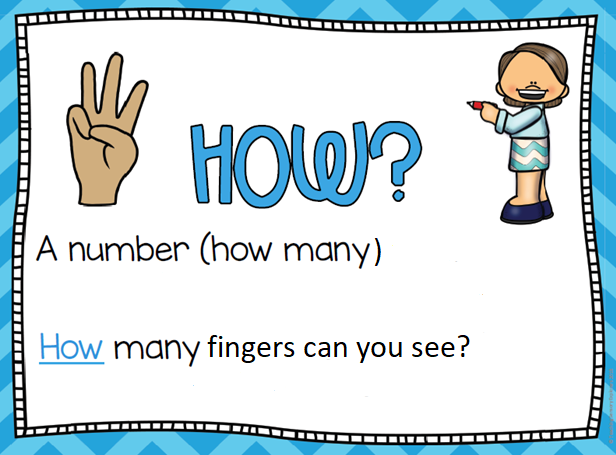 HOW?
A number (how many)
How many fingers can you see?